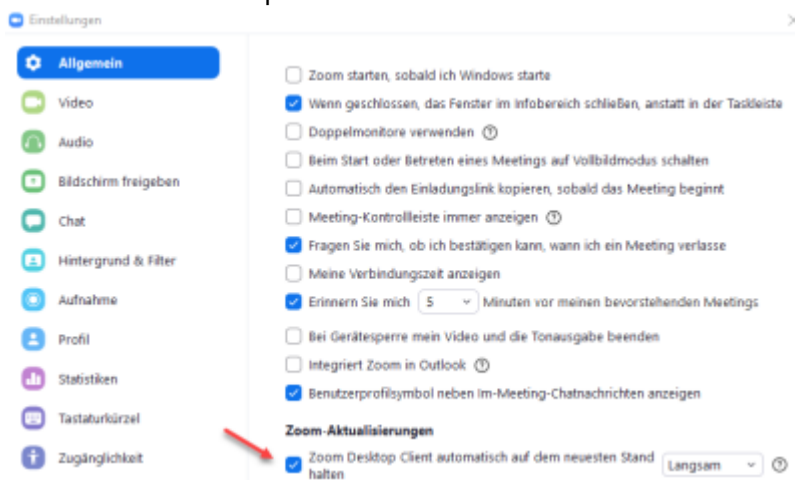 Einstellungen
Allgemein
Video
Audio
Bildschirm freigeben
Chat
Hintergrund & Filter
Aufnahme
Profil
Statistiken
Tastaturkürzel
Zugänglichkeit
Zoom starten, sobald ich Windows starte
Wenn geschlossen, das Fenster im Infobereich schließen, anstatt in der Taskleiste
Doppelmonitore verwenden
Beim Start oder Betreten eines Meetings auf Vollbildmodus schalten
Automatisch den Einladungslink kopieren, sobald das Meeting beginnt
Meeting-Kontrollleiste immer anzeigen
Fragen Sie mich, ob ich bestätigen kann, wann ich ein Meeting verlasse
Meine Verbindungszeit anzeigen
Erinnern Sie mich 5 Minuten vor meinen bevorstehenden Meetings
Bei Gerätesperre mein Video und die Tonausgabe beenden
Integriert Zoom in Outlook
Benutzerprofilsymbol neben Im-Meeting-Chatnachrichten anzeigen
Zoom-Aktualisierungen
Zoom Desktop Client automatisch auf dem neuesten Stand Langsam
halten